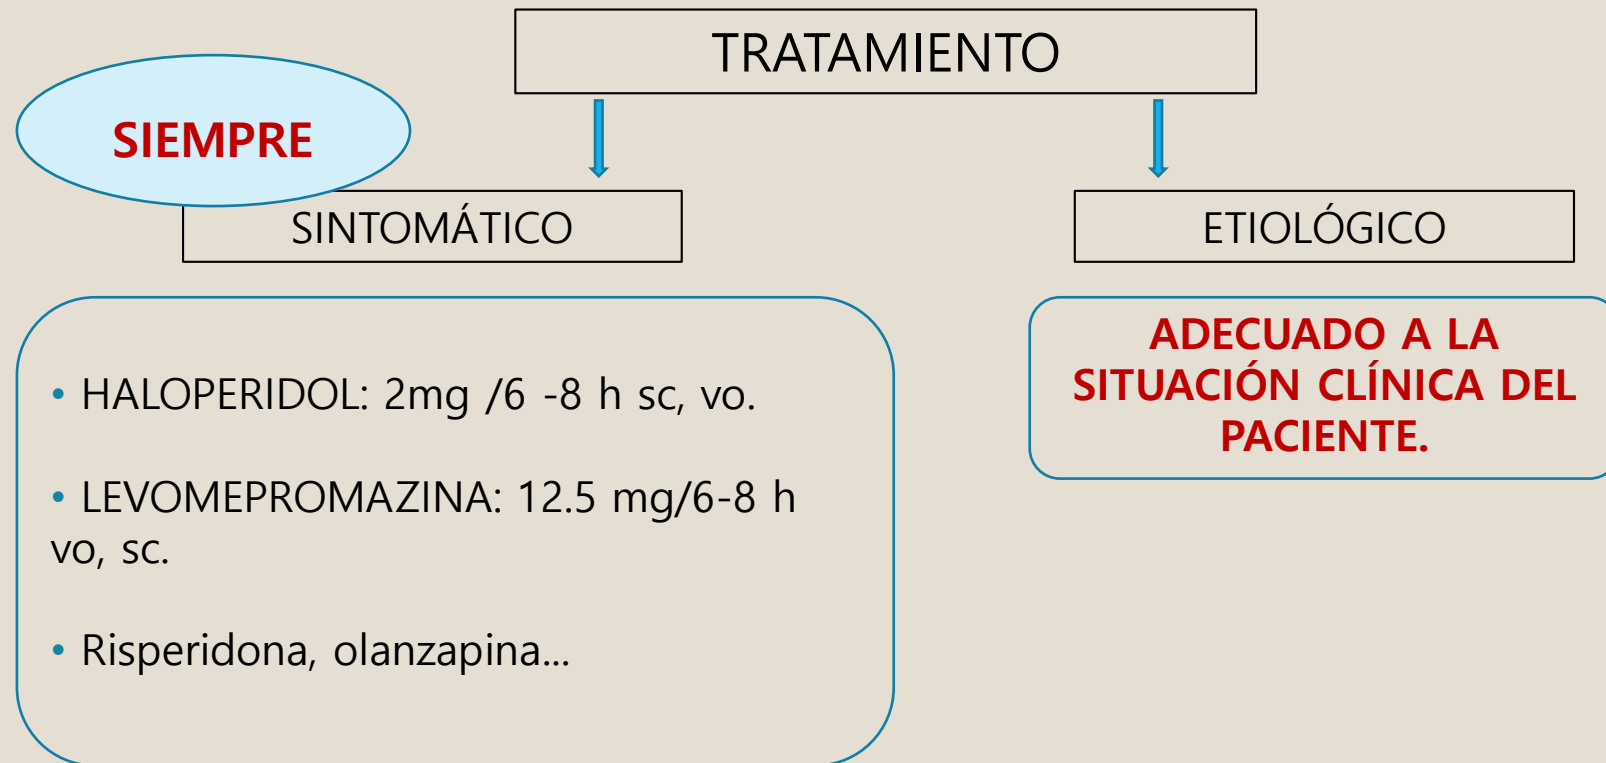 TRATAMIENTO
SIEMPRE
SINTOMÁTICO
ETIOLÓGICO
• HALOPERIDOL: 2mg /6 -8 h sc, vo.
• LEVOMEPROMAZINA: 12.5 mg/6-8 h
vo, sc.
• Risperidona, olanzapina...
ADECUADO A LA
SITUACIÓN CLÍNICA DEL
PACIENTE.